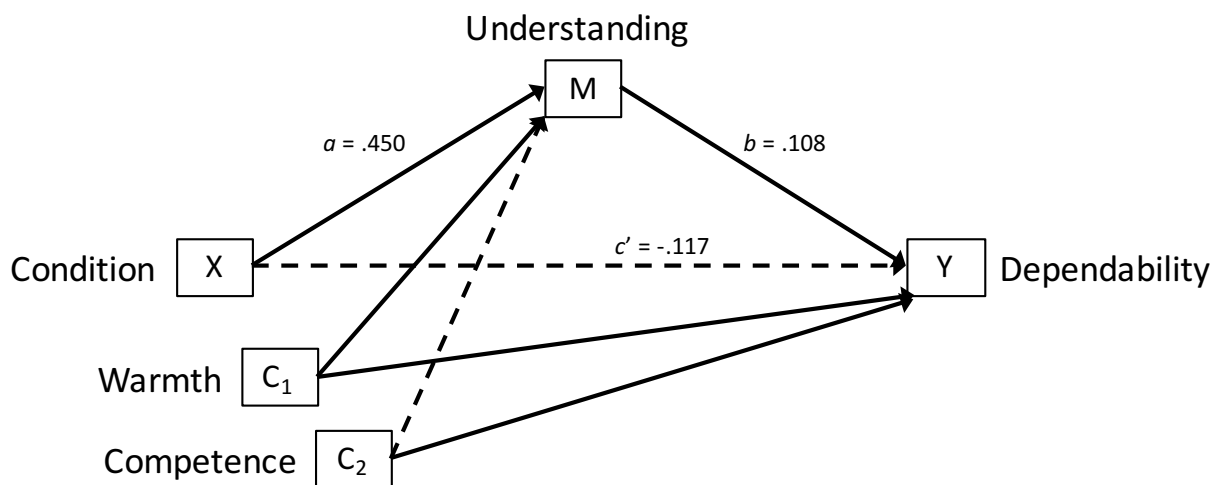 Understanding
M
a = .450
b = .108
c’ = -.117
Condition
X
Y
Dependability
Warmth
C₁
Competence
C₂